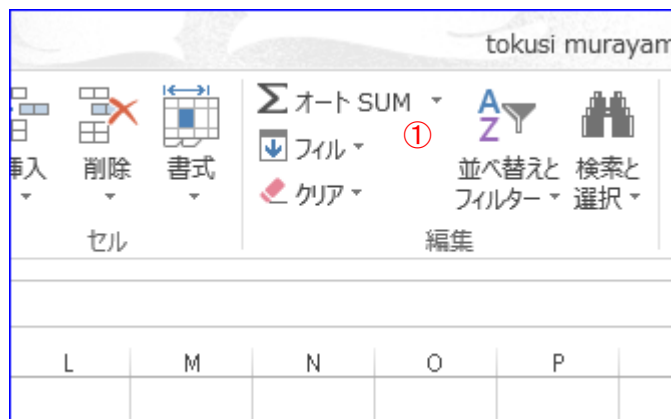 tokusi murayam
Σ オート SUM
①
フィル
クリア
挿入
削除
書式
並べ替えと
フィルター
検索と
選択
セル
編集
L M N O P